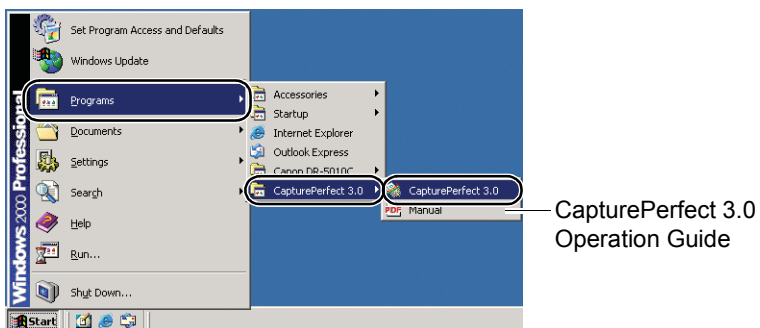 Windows 2000 Professional
Set Program Access and Defaults
Windows Update
Programs
Documents
Settings
Search
Help
Run...
Shut Down...
Accessories
Startup
Internet Explorer
Outlook Express
Canon DR-5010C
CapturePerfect 3.0
CapturePerfect 3.0
PDF Manual
CapturePerfect 3.0
Operation Guide
Start